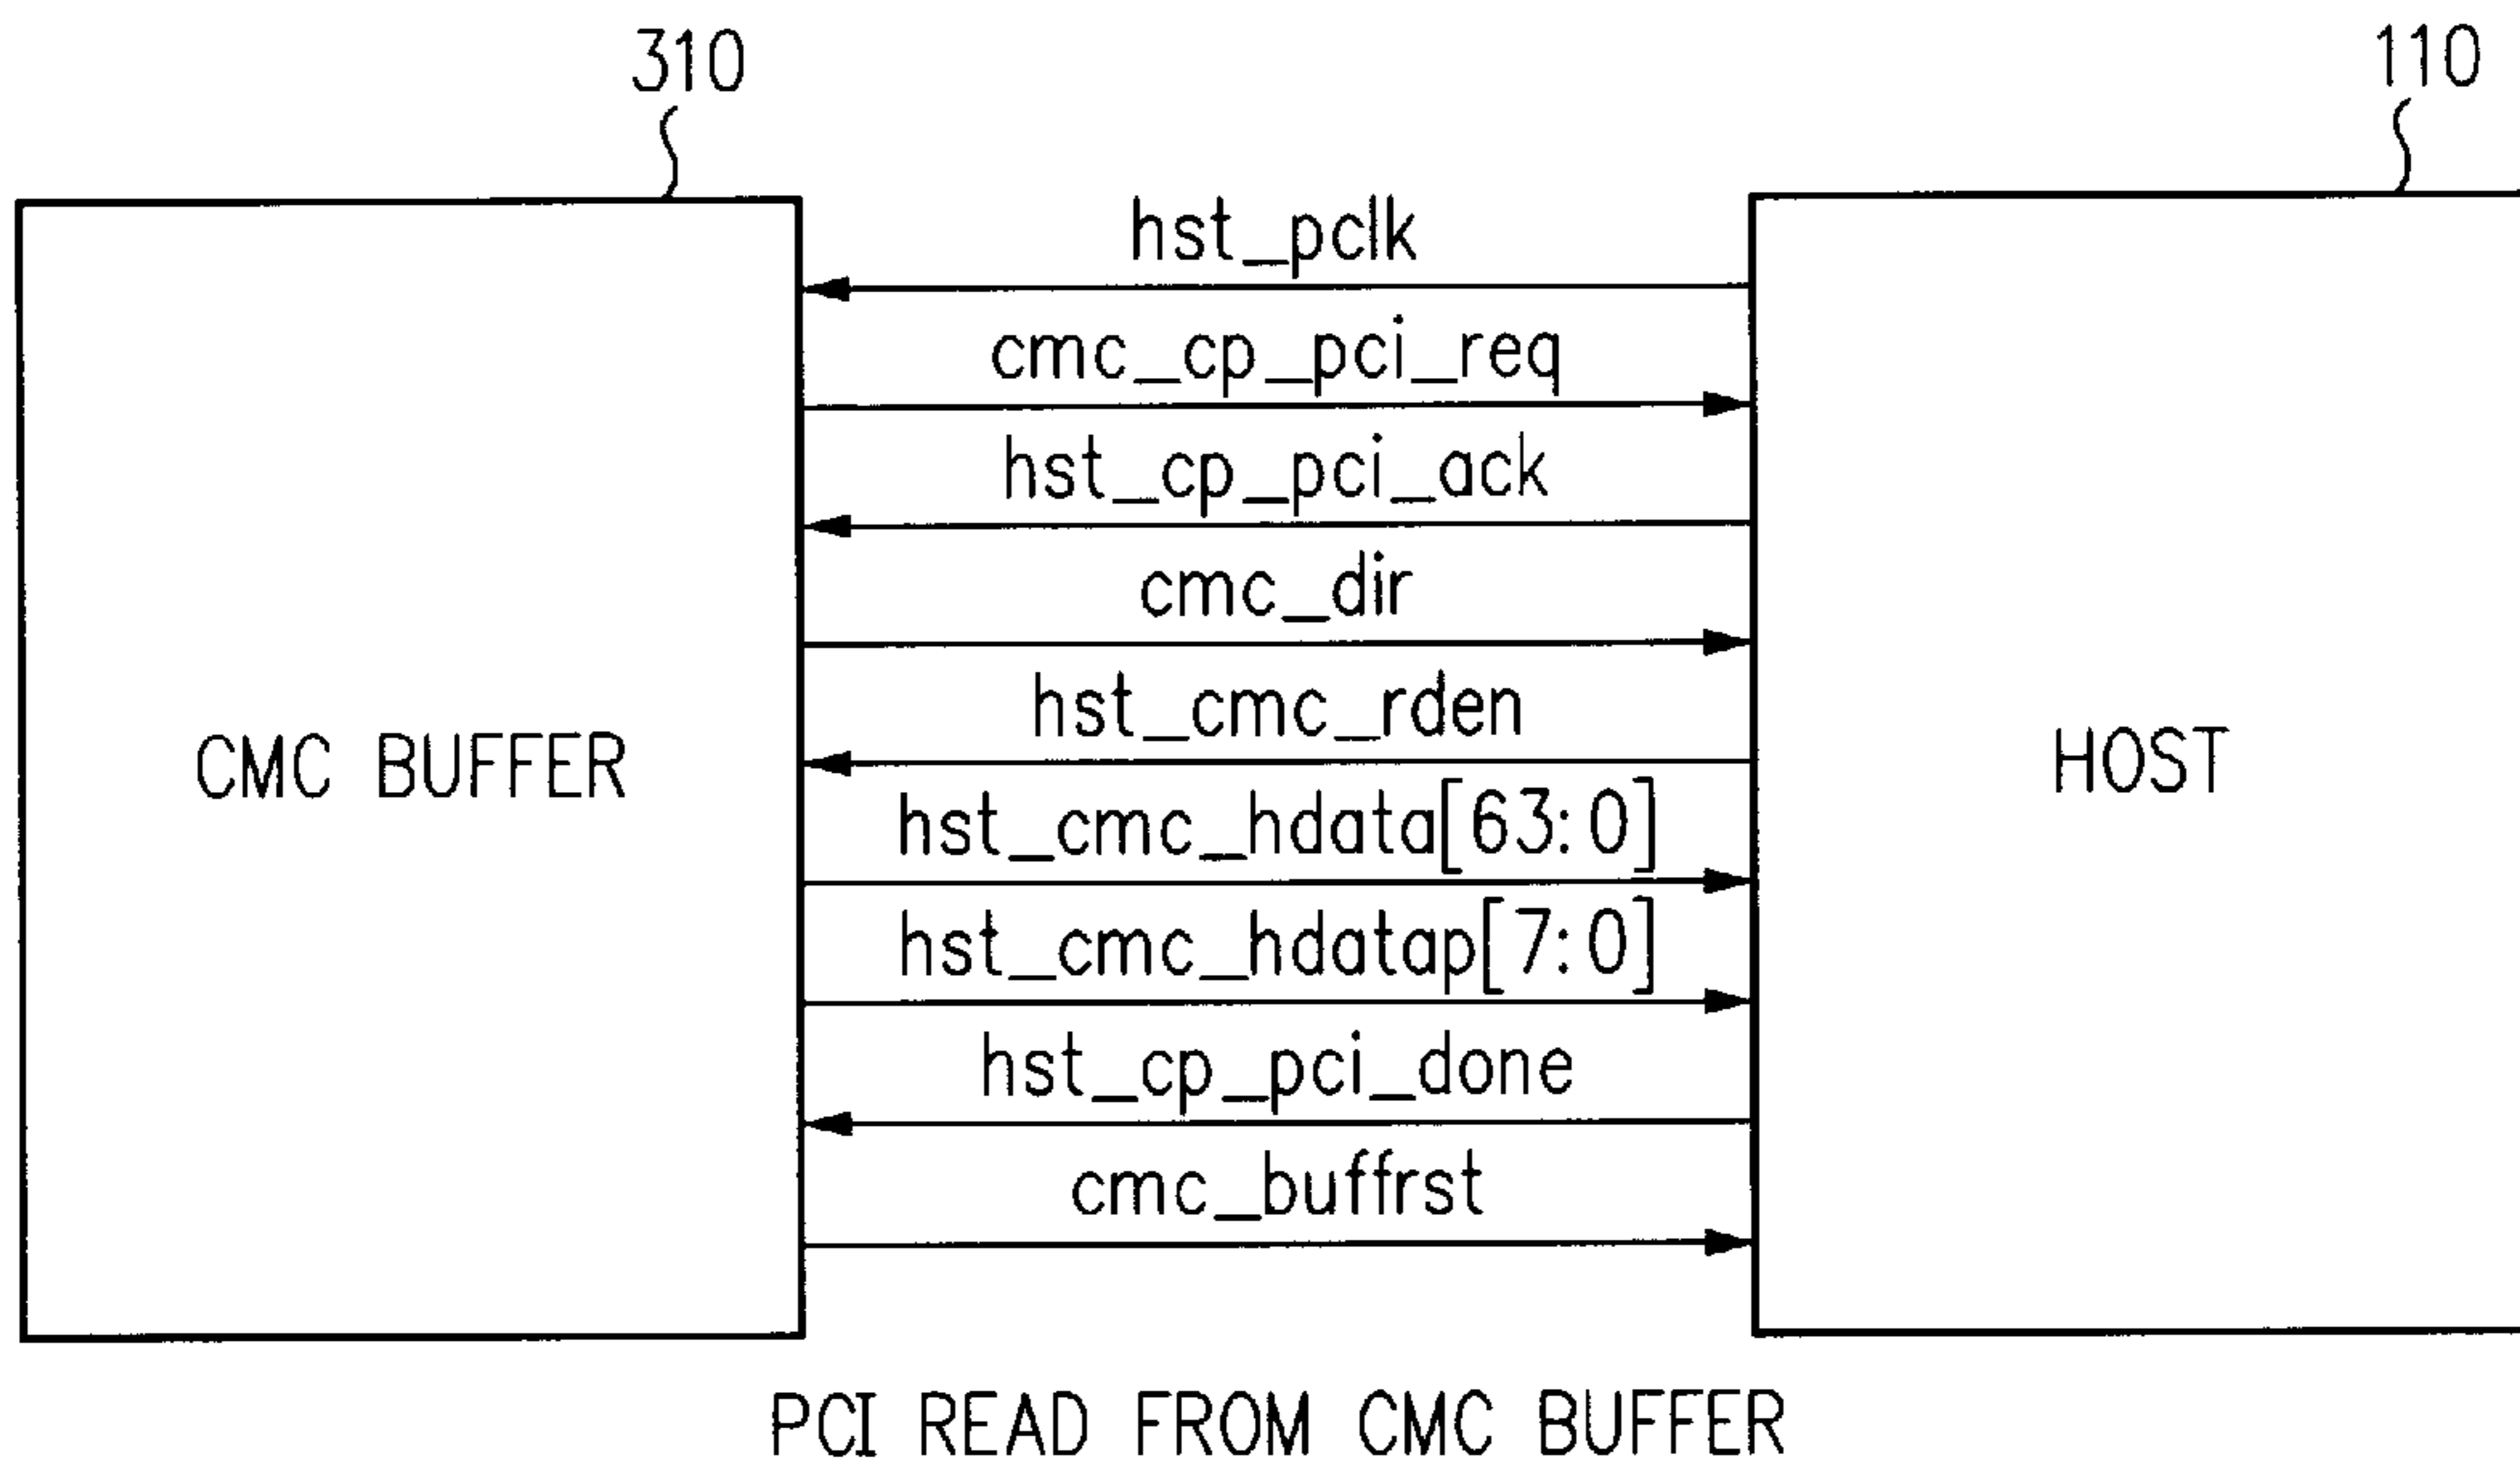 310
110
hst_pclk
cmc_cp_pci_req
hst_cp_pci_ack
cmc_dir
hst_cmc_rden
CMC BUFFER
HOST
hst_cmc_hdata[63:0]
hst_cmc_hdatap[7:0]
hst_cp_pci_done
cmc_buffrst
PCI READ FROM CMC BUFFER